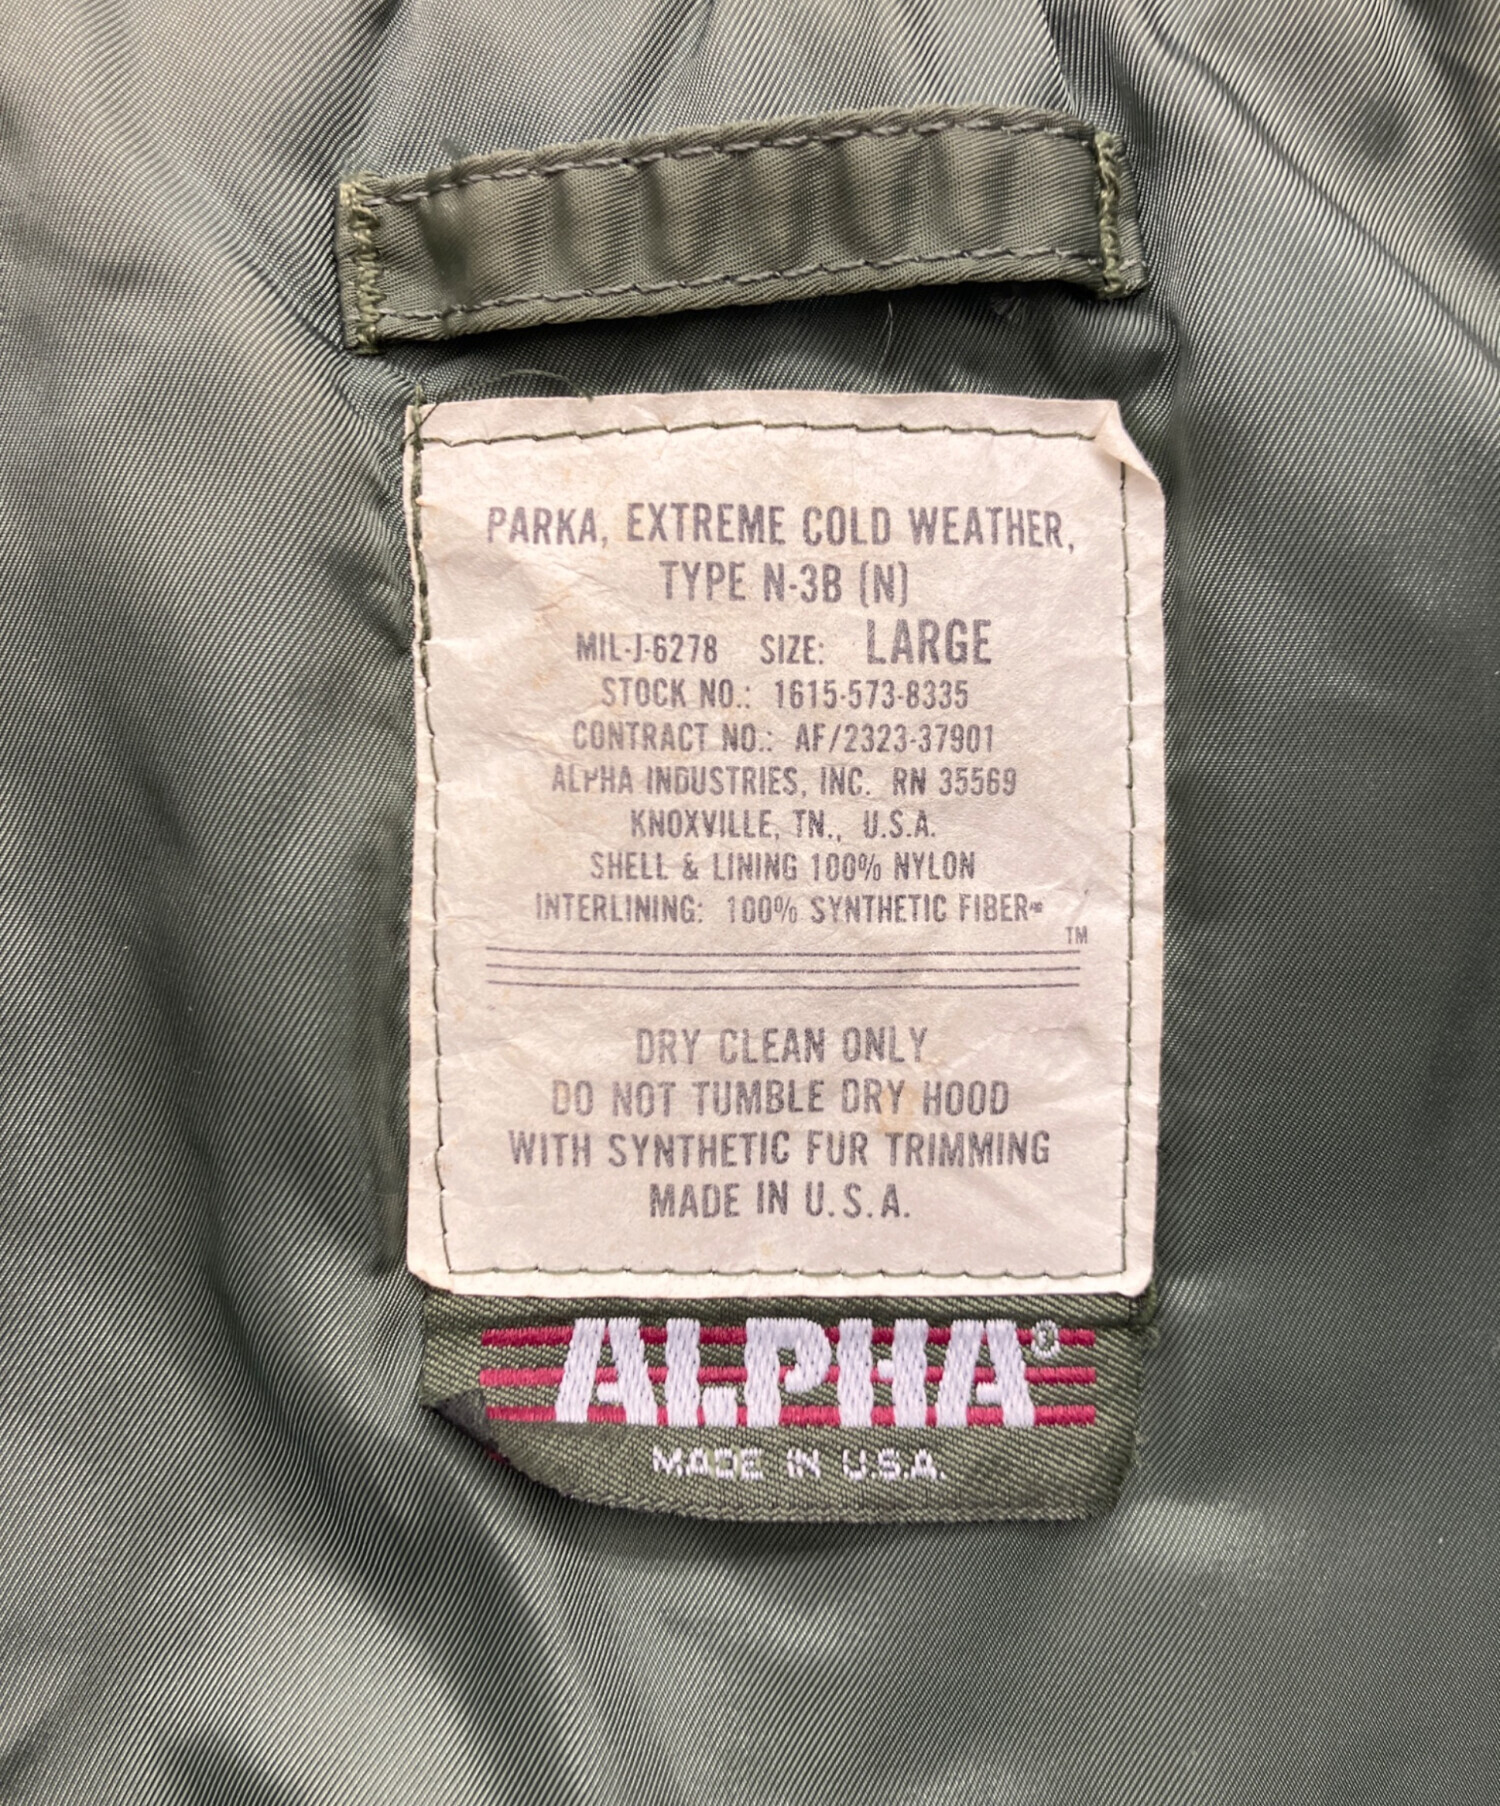 PARKA, EXTREME COLD WEATHER,
TYPE N-3B (N)
MIL-J-6278 SIZE: LARGE
STOCK NO.: 1615-573-8335
CONTRACT NO.: AF/2323-37901
ALPHA INDUSTRIES, INC. RN 35569
KNOXVILLE, TN., U.S.A.
SHELL & LINING 100% NYLON
INTERLINING: 100% SYNTHETIC FIBER
TM
DRY CLEAN ONLY
DO NOT TUMBLE DRY HOOD
WITH SYNTHETIC FUR TRIMMING
MADE IN U.S.A.
ALPHA®
MADE IN U.S.A.